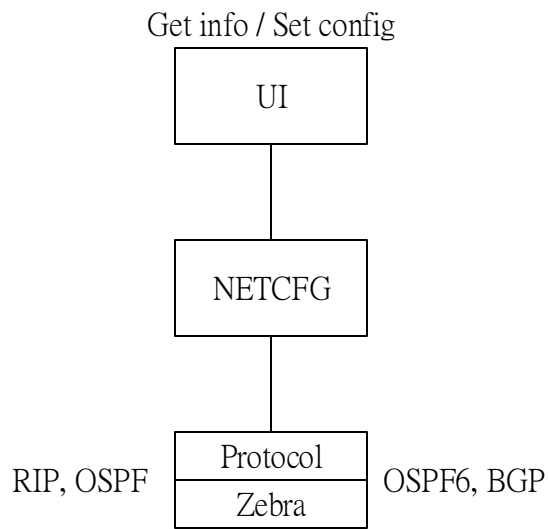 Get info / Set config
UI
NETCFG
Protocol
RIP, OSPF
OSPF6, BGP
Zebra